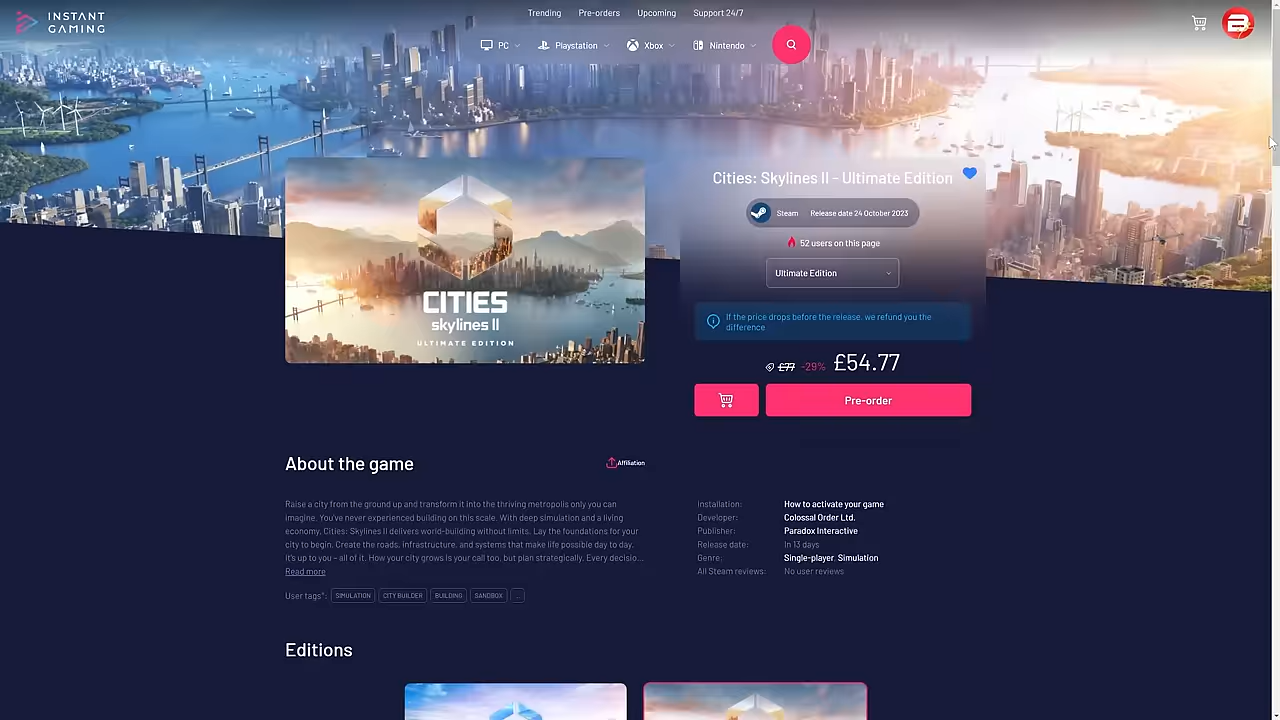 INSTANT
GAMING
Trending Pre-orders Upcoming Support 24/7
PC Playstation Xbox Nintendo
CITIES
skylines II
ULTIMATE EDITION
Cities: Skylines II - Ultimate Edition
Steam Release date 24 October 2023
52 users on this page
Ultimate Edition
If the price drops before the release, we refund you the
difference
£77 -29% £54.77
Pre-order
About the game
Affiliation
Raise a city from the ground up and transform it into the thriving metropolis only you can
imagine. You've never experienced building on this scale. With deep simulation and a living
economy, Cities: Skylines II delivers world-building without limits. Lay the foundations for your
city to begin. Create the roads, infrastructure, and systems that make life possible day to day.
It's up to you – all of it. How your city grows is your call too, but plan strategically. Every decisio...
Read more
User tags*: SIMULATION CITY BUILDER BUILDING SANDBOX ...
Installation: How to activate your game
Developer: Colossal Order Ltd.
Publisher: Paradox Interactive
Release date: In 13 days
Genre: Single-player, Simulation
All Steam reviews: No user reviews
Editions